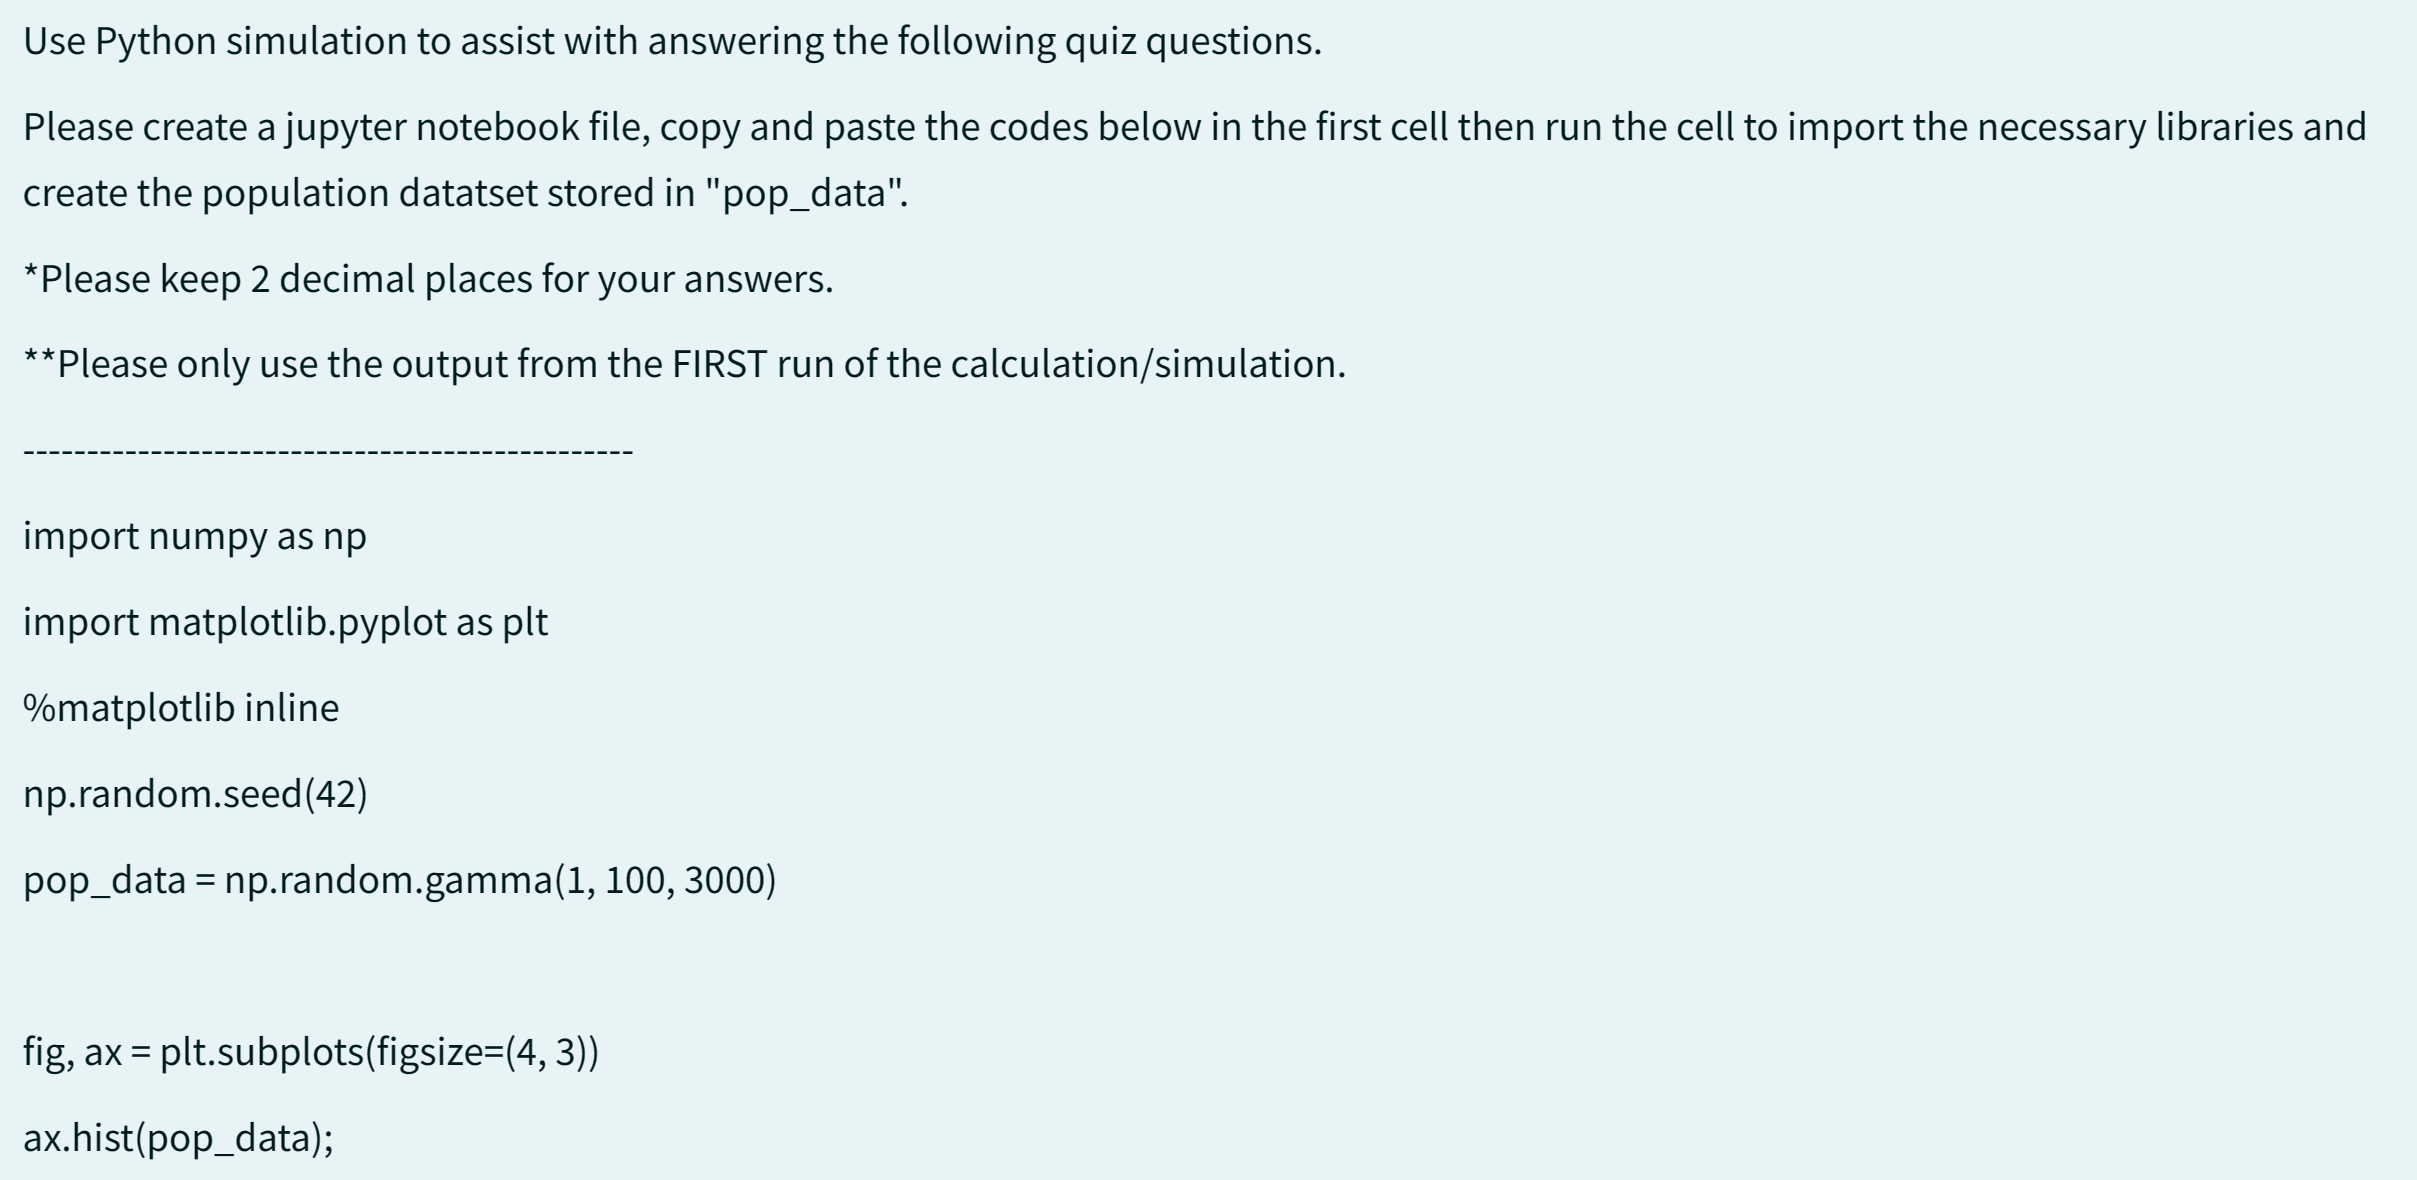 Use Python simulation to assist with answering the following quiz questions.
Please create a jupyter notebook file, copy and paste the codes below in the first cell then run the cell to import the necessary libraries and
create the population datatset stored in "pop_data".
*Please keep 2 decimal places for your answers.
**Please only use the output from the FIRST run of the calculation/simulation.
------------------------------------------------
import numpy as np
import matplotlib.pyplot as plt
%matplotlib inline
np.random.seed(42)
pop_data = np.random.gamma(1, 100, 3000)
fig, ax = plt.subplots(figsize=(4, 3))
ax.hist(pop_data);